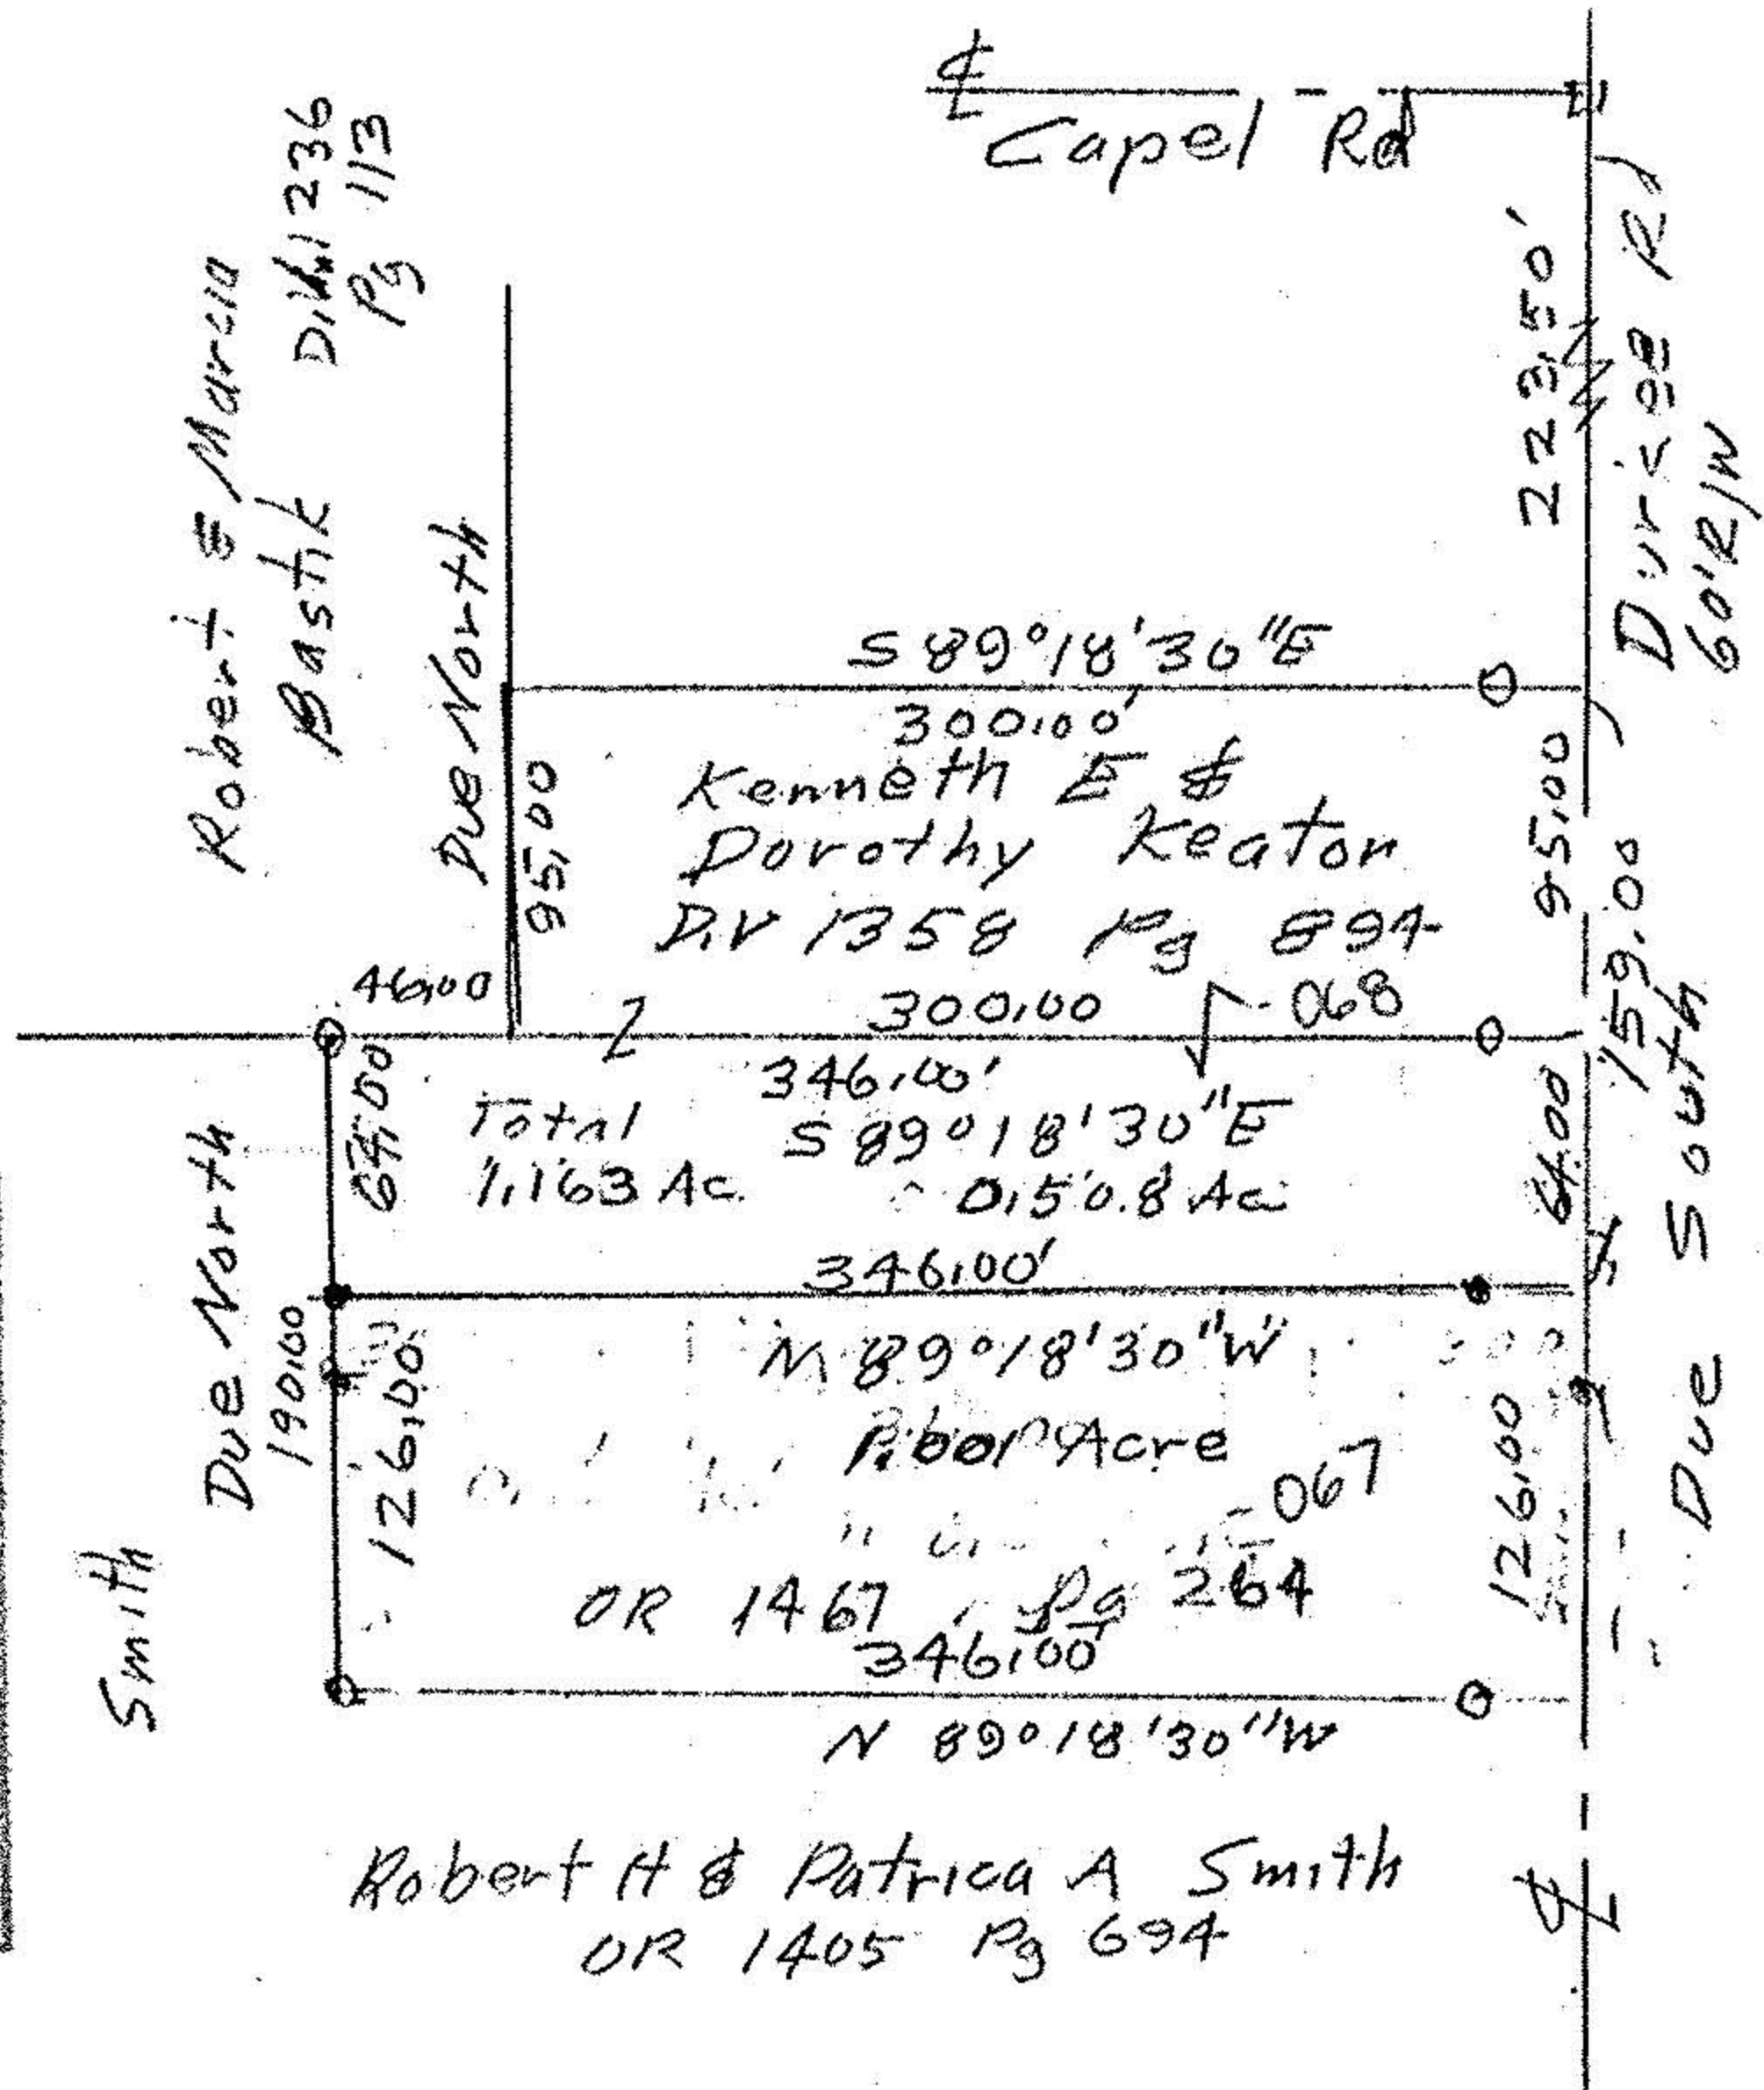 ℄
Capel Rd
Robert & Marcia
Bastik D.V. 1236
Pg 113
Due North
223.50'
Durkee Rd
60' R/W
S 89°18'30"E
300.00'
95.00
Kenneth E &
Dorothy Keaton
D.V 1358 Pg 894
95.00
159.00
46.00
300.00
-068
346.00'
64.00
Total
1.163 Ac.
S 89°18'30"E
0.508 Ac
64.00
Due South
346.00'
Due North
190.00
126.00
N 89°18'30"W
Acre
-067
126.00
OR 1467 Pg 264
346.00'
Smith
N 89°18'30"W
Robert H & Patrica A Smith
OR 1405 Pg 694
℄